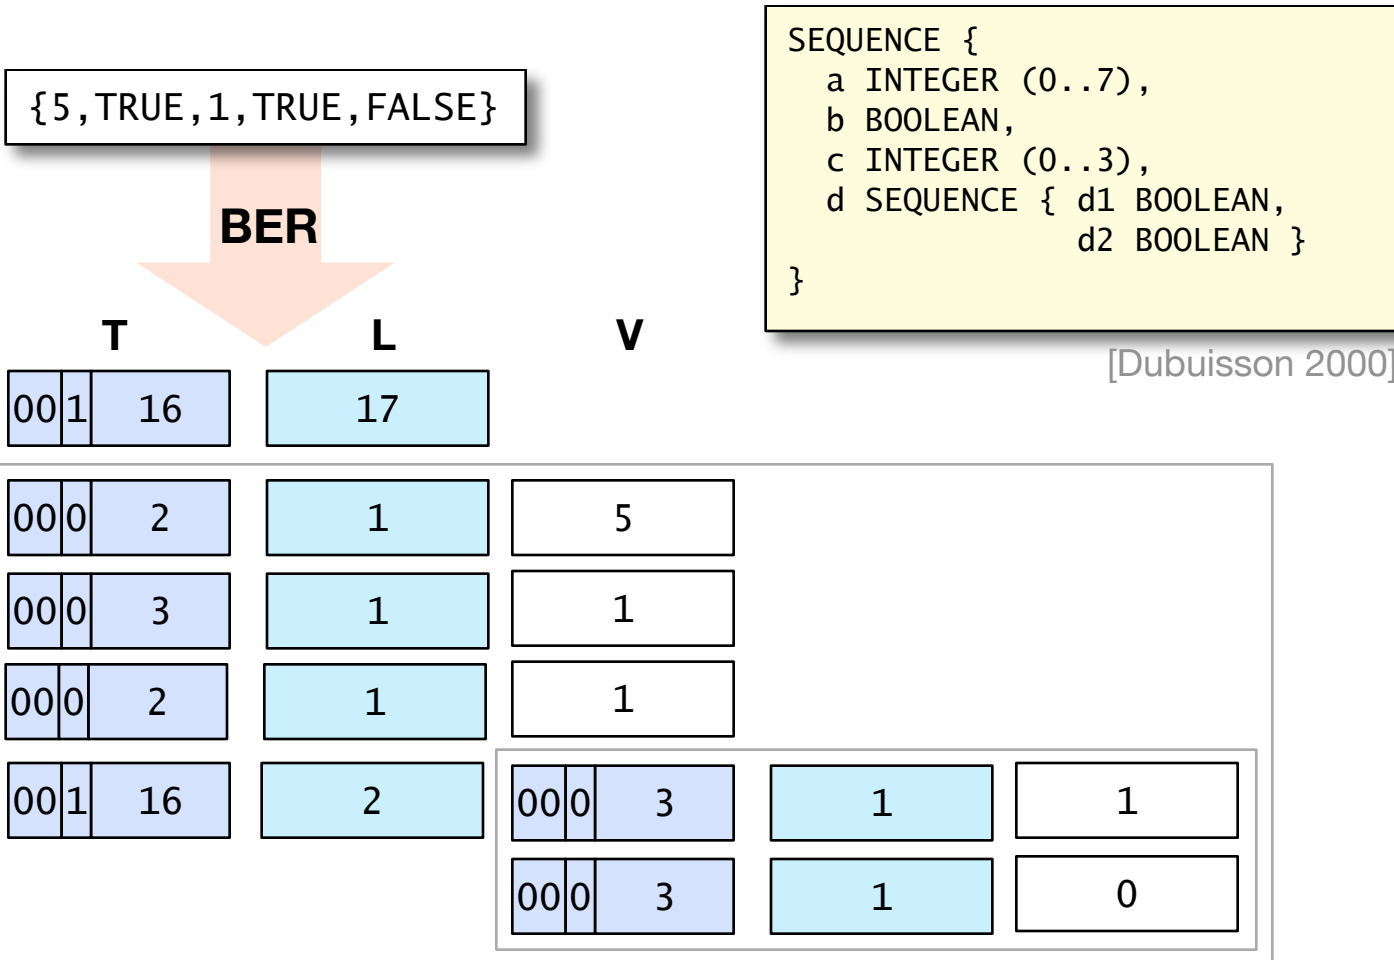 SEQUENCE {
a INTEGER (0..7),
b BOOLEAN,
c INTEGER (0..3),
d SEQUENCE { d1 BOOLEAN,
d2 BOOLEAN }
}
[Dubuisson 2000]
{5,TRUE,1,TRUE,FALSE}
BER
T L V
00 1 16 17
00 0 2 1 5
00 0 3 1 1
00 0 2 1 1
00 1 16 2 00 0 3 1 1
00 0 3 1 0